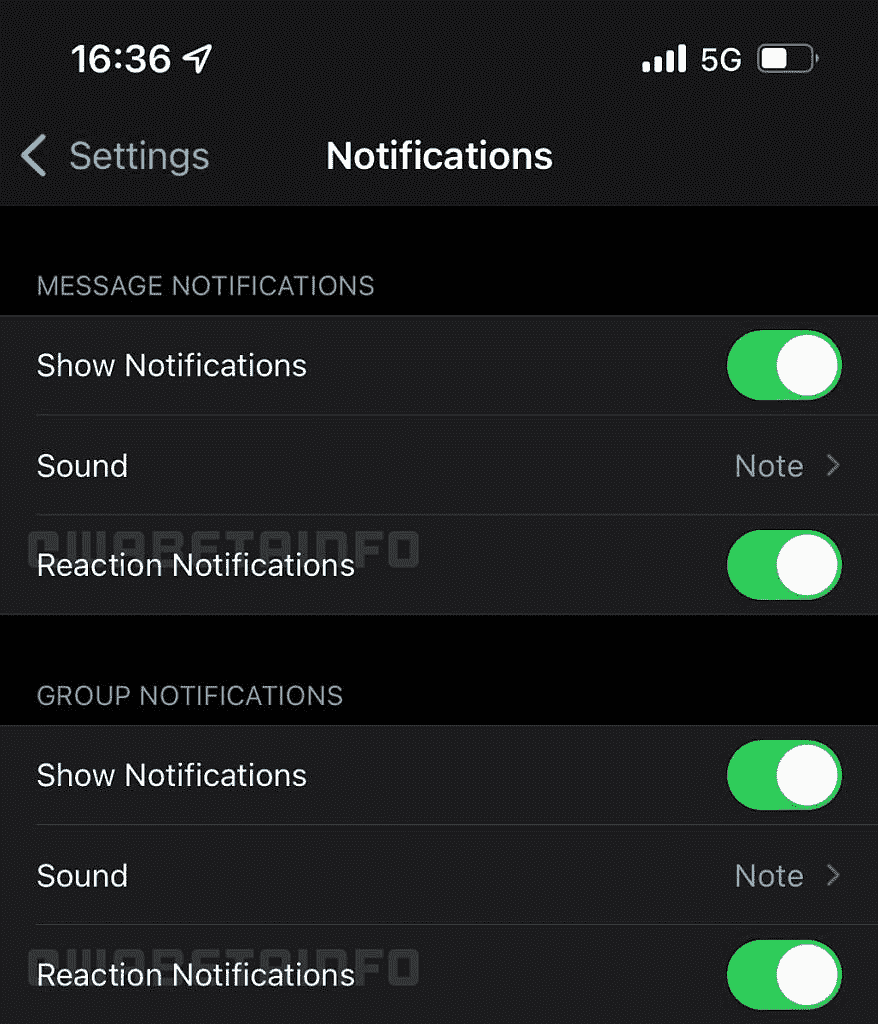 16:36
5G
Settings
Notifications
MESSAGE NOTIFICATIONS
Show Notifications
Sound
Note
@WABETAINFO
Reaction Notifications
GROUP NOTIFICATIONS
Show Notifications
Sound
Note
@WABETAINFO
Reaction Notifications